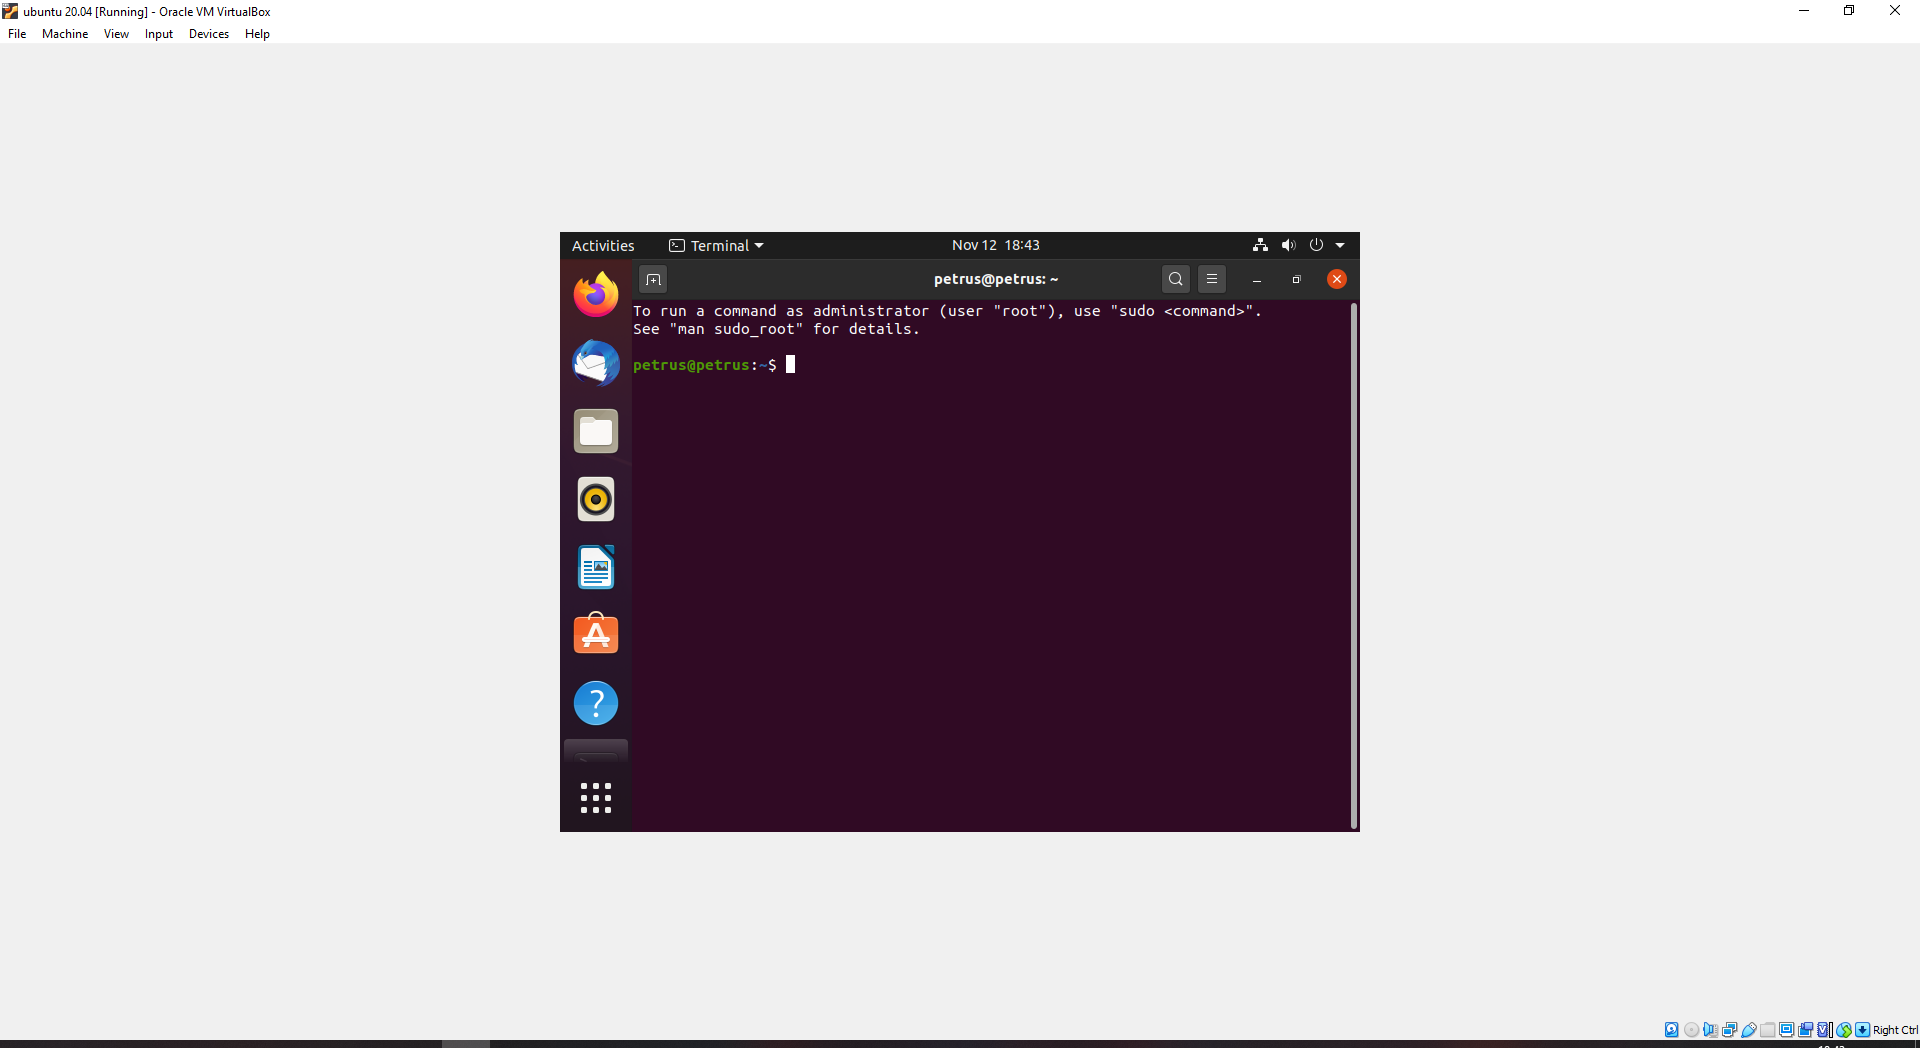 ubuntu 20.04 [Running] - Oracle VM VirtualBox
File Machine View Input Devices Help
Activities Terminal Nov 12 18:43
petrus@petrus: ~
To run a command as administrator (user "root"), use "sudo <command>".
See "man sudo_root" for details.
petrus@petrus:~$
Right Ctrl